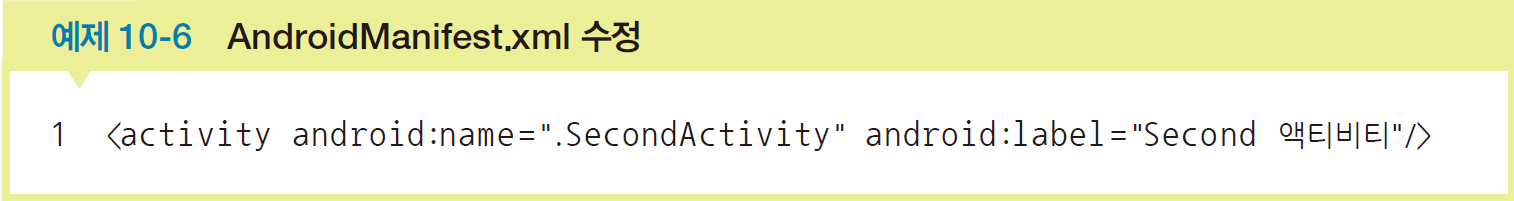 예제 10-6 AndroidManifest.xml 수정
1 <activity android:name=".SecondActivity" android:label="Second 액티비티"/>